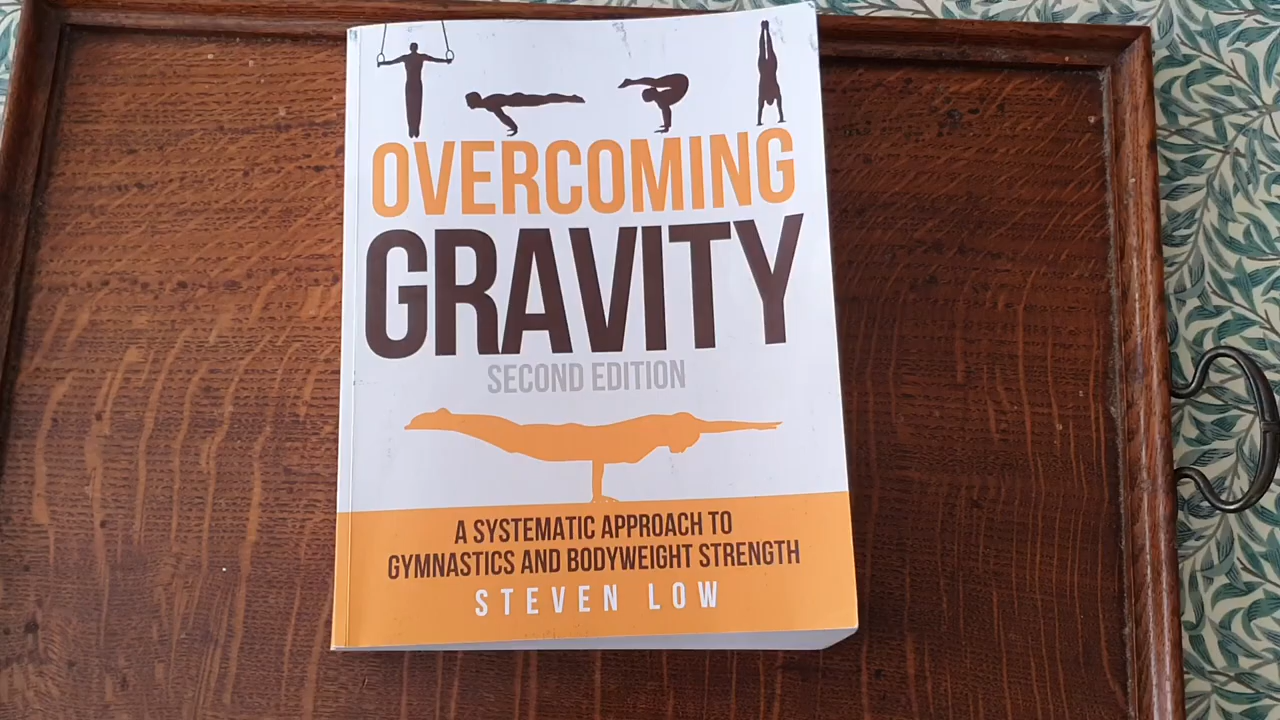 OVERCOMING
GRAVITY
SECOND EDITION
A SYSTEMATIC APPROACH TO
GYMNASTICS AND BODYWEIGHT STRENGTH
STEVEN LOW